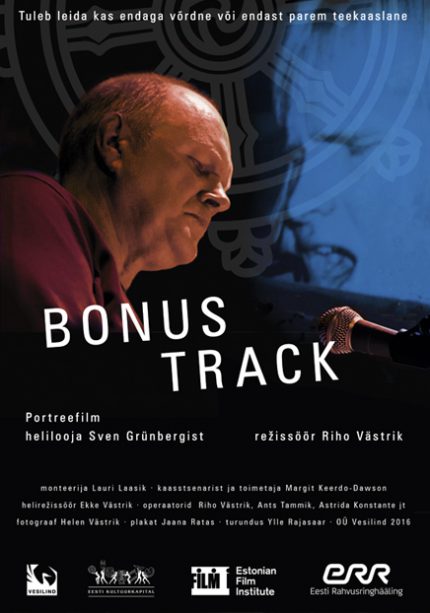 Tuleb leida kas endaga võrdne või endast parem teekaaslane
BONUS
TRACK
Portreefilm
helilooja Sven Grünbergist režissöör Riho Västrik
monteerija Lauri Laasik · kaasstsenarist ja toimetaja Margit Keerdo-Dawson
helirežissöör Ekke Västrik · operaatorid Riho Västrik, Ants Tammik, Astrida Konstante jt
fotograaf Helen Västrik · plakat Jaana Ratas · turundus Ylle Rajasaar · OÜ Vesilind 2016
VESILIND
EESTI KULTUURKAPITAL
FILM
Estonian
Film
Institute
err
Eesti Rahvusringhääling